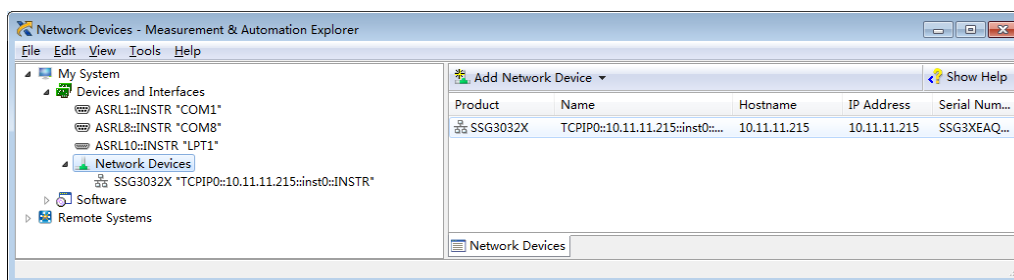 Network Devices - Measurement & Automation Explorer
File Edit View Tools Help
My System
Devices and Interfaces
ASRL1::INSTR "COM1"
ASRL8::INSTR "COM8"
ASRL10::INSTR "LPT1"
Network Devices
SSG3032X "TCPIP0::10.11.11.215::inst0::INSTR"
Software
Remote Systems
Add Network Device Show Help
Product Name Hostname IP Address Serial Num...
SSG3032X TCPIP0::10.11.11.215::inst0::... 10.11.11.215 10.11.11.215 SSG3XEAQ...
Network Devices